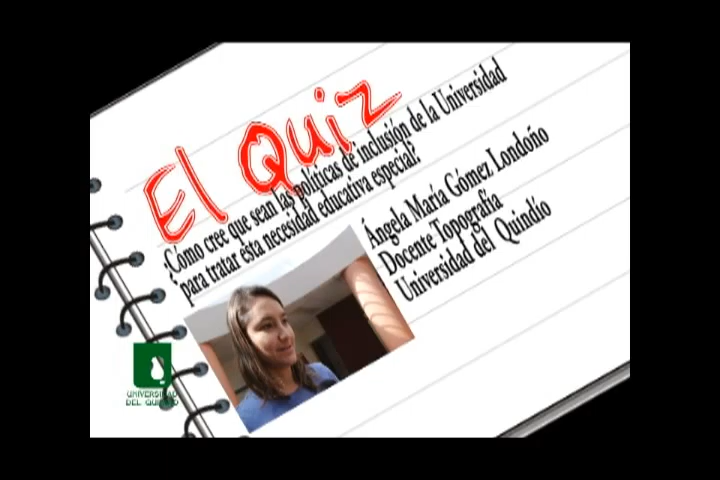 El Quiz
¿Cómo cree que sean las políticas de inclusión de la Universidad
para tratar ésta necesidad educativa especial?
Ángela María Gómez Londoño
Docente Topografía
Universidad del Quindío
UNIVERSIDAD
DEL QUINDÍO